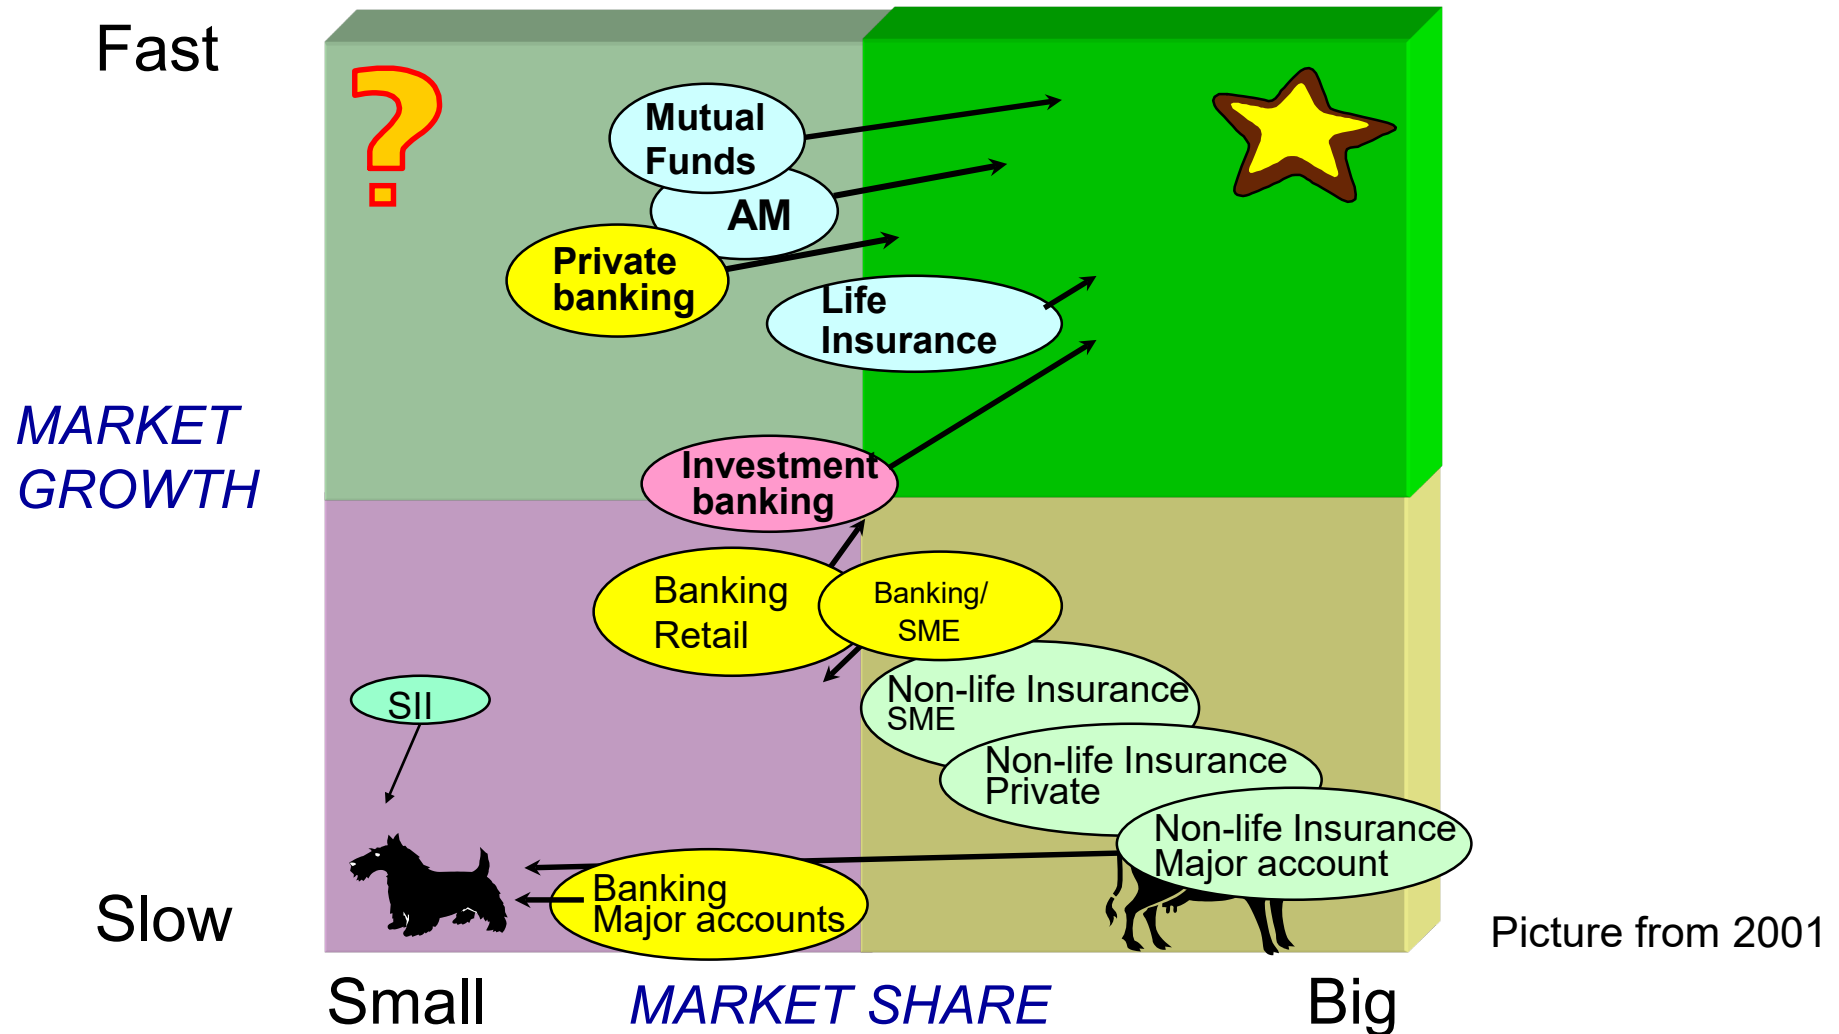 Fast
?
Mutual
Funds
AM
Private
banking
Life
Insurance
MARKET
GROWTH
Investment
banking
Banking
Retail
Banking/
SME
SII
Non-life Insurance
SME
Non-life Insurance
Private
Non-life Insurance
Major account
Banking
Major accounts
Slow
Picture from 2001
Small
MARKET SHARE
Big